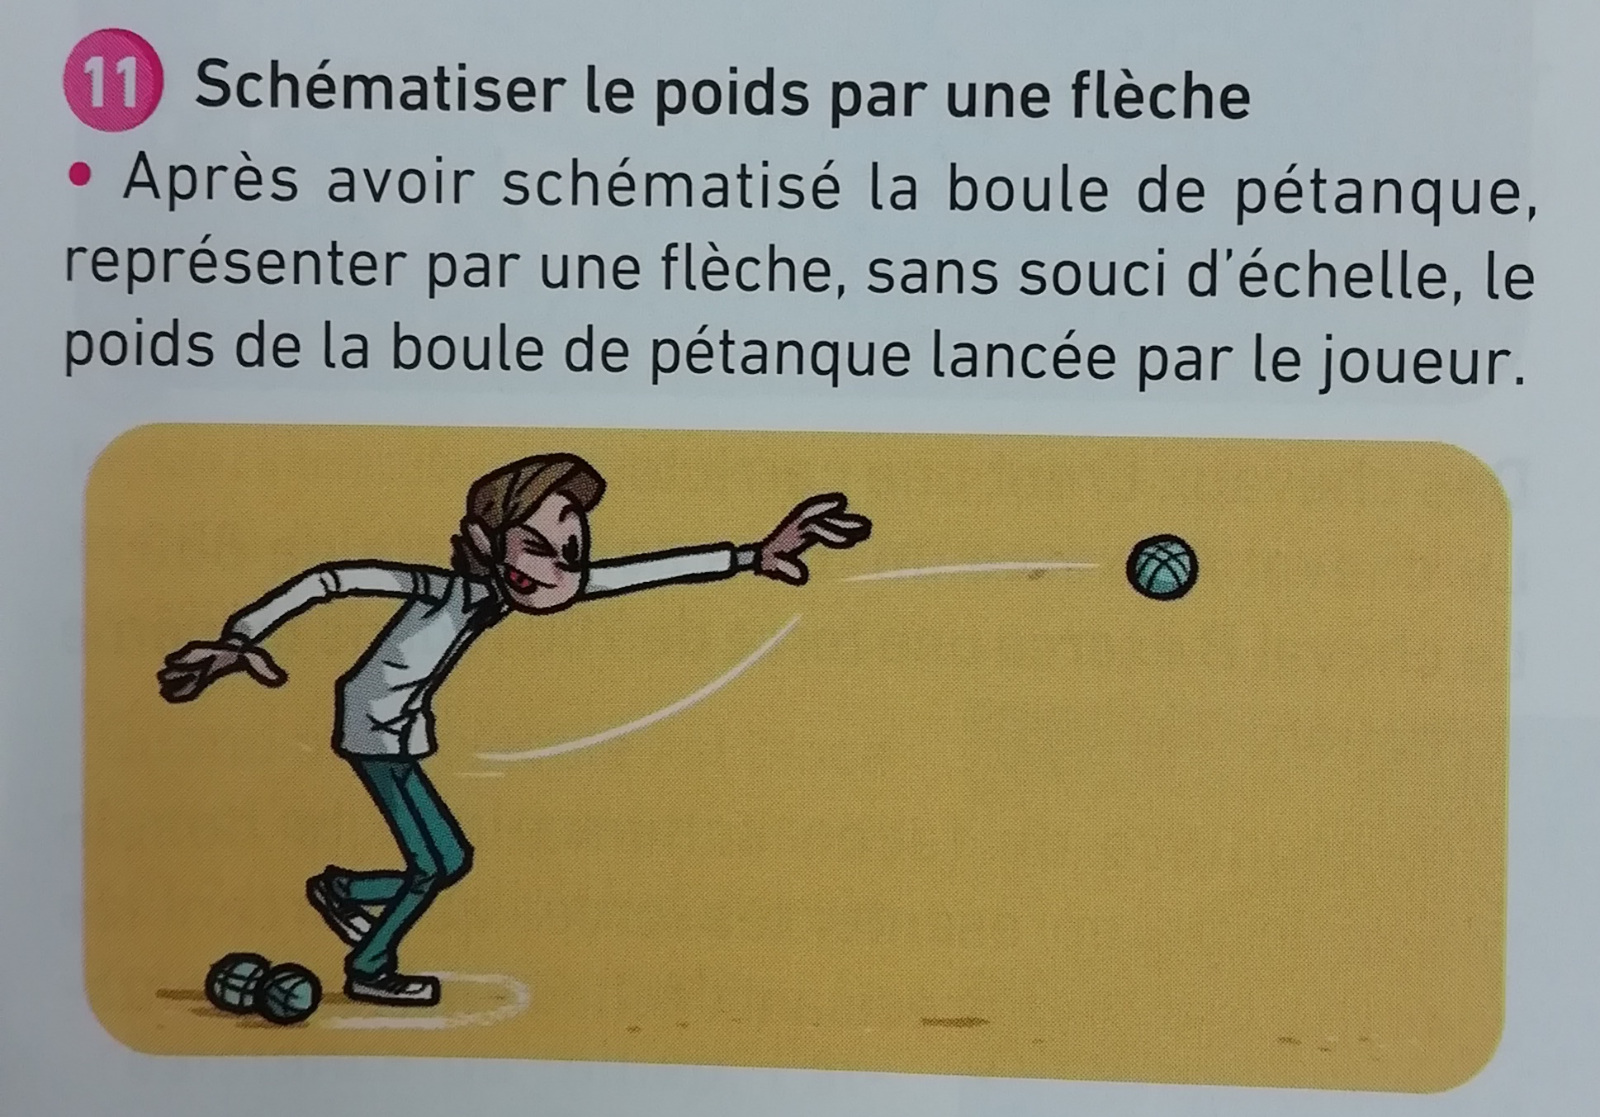 11 Schématiser le poids par une flèche
• Après avoir schématisé la boule de pétanque,
représenter par une flèche, sans souci d'échelle, le
poids de la boule de pétanque lancée par le joueur.